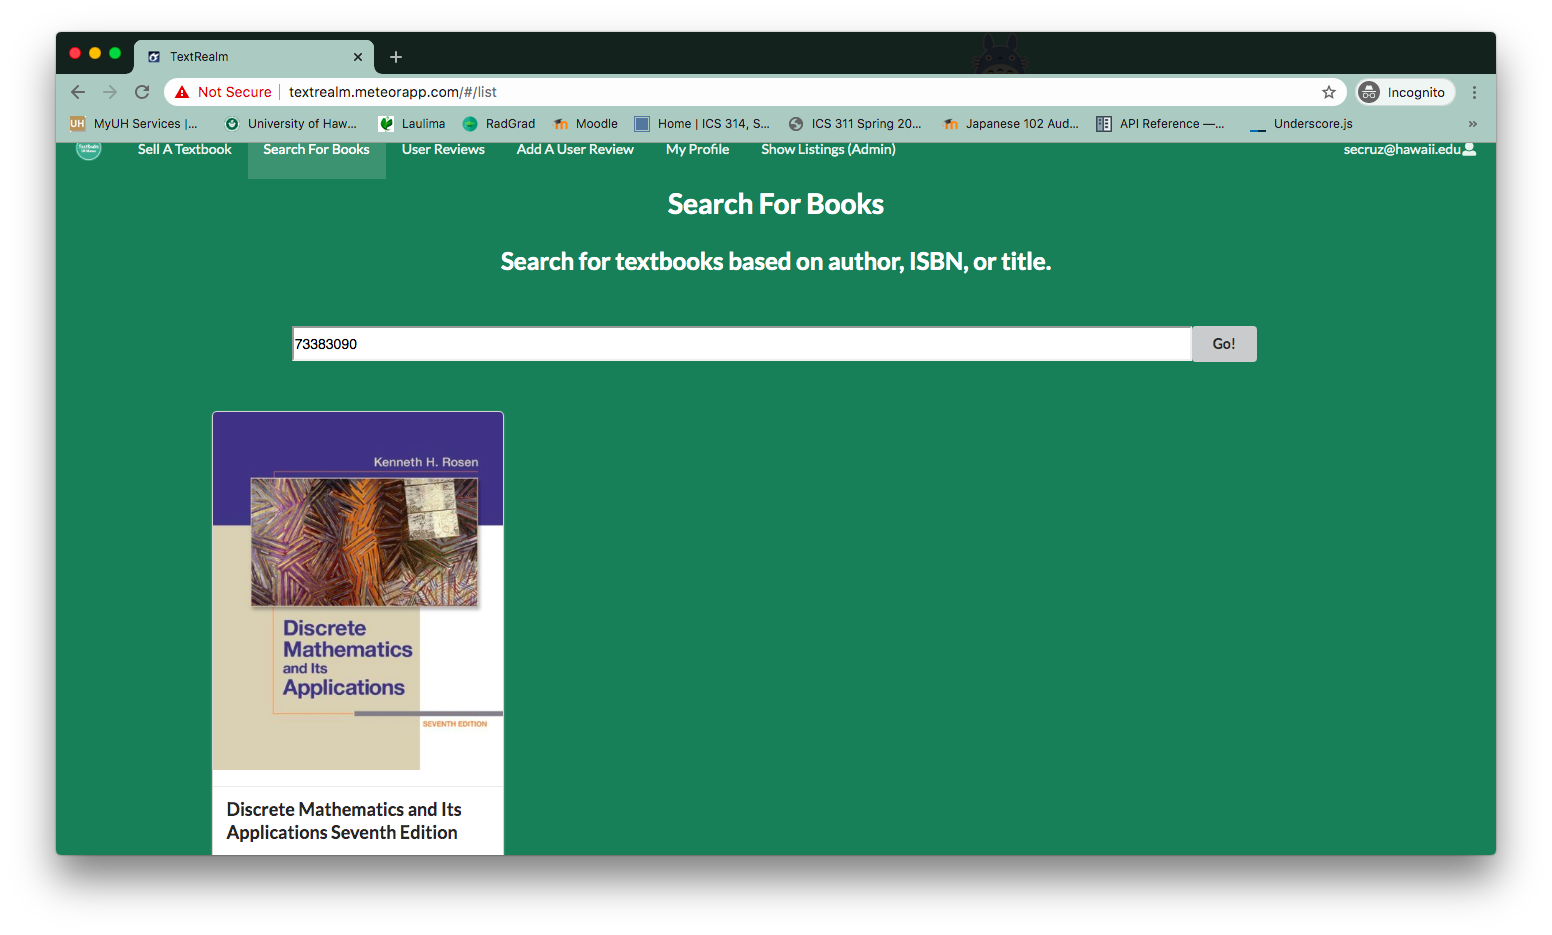 TextRealm
Not Secure textrealm.meteorapp.com/#/list Incognito
UH MyUH Services |... University of Haw... Laulima RadGrad Moodle Home | ICS 314, S... ICS 311 Spring 20... Japanese 102 Aud... API Reference —... Underscore.js »
Sell A Textbook Search For Books User Reviews Add A User Review My Profile Show Listings (Admin) secruz@hawaii.edu
Search For Books
Search for textbooks based on author, ISBN, or title.
73383090 Go!
Kenneth H. Rosen
Discrete
Mathematics
and Its
Applications
SEVENTH EDITION
Discrete Mathematics and Its
Applications Seventh Edition